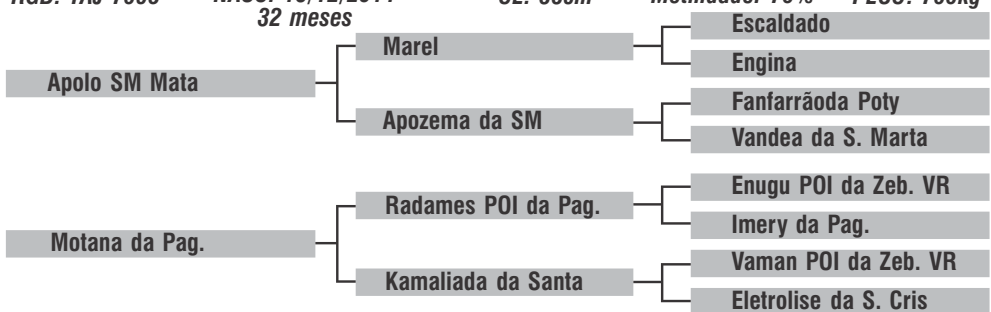 32 meses
Escaldado
Marel
Engina
Apolo SM Mata
Fanfarrãoda Poty
Apozema da SM
Vandea da S. Marta
Enugu POI da Zeb. VR
Radames POI da Pag.
Imery da Pag.
Motana da Pag.
Vaman POI da Zeb. VR
Kamaliada da Santa
Eletrolise da S. Cris